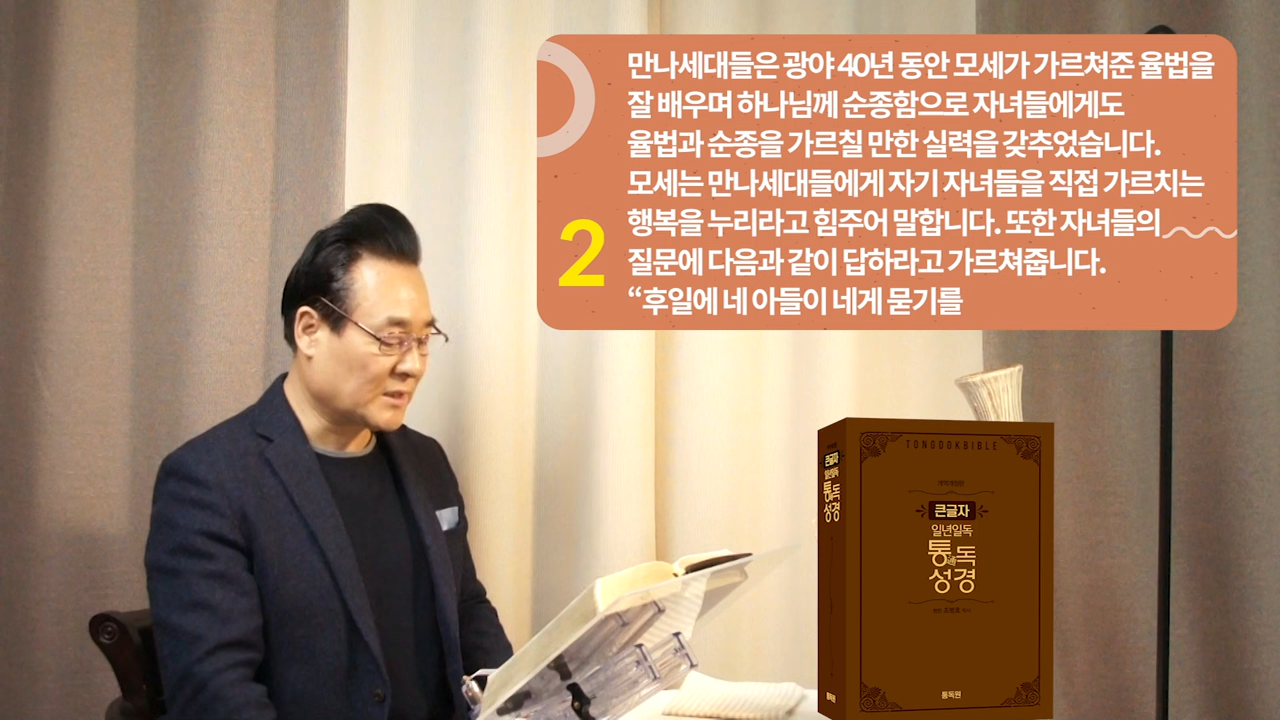 만나세대들은 광야 40년 동안 모세가 가르쳐준 율법을
잘 배우며 하나님께 순종함으로 자녀들에게도
율법과 순종을 가르칠 만한 실력을 갖추었습니다.
모세는 만나세대들에게 자기 자녀들을 직접 가르치는
행복을 누리라고 힘주어 말합니다. 또한 자녀들의
2
질문에 다음과 같이 답하라고 가르쳐줍니다.
“후일에 네 아들이 네게 묻기를
TONGDOKBIBLE
큰글자
일년일독
통독
성경
통독원
큰글자
일년일독
통독
성경
통독원